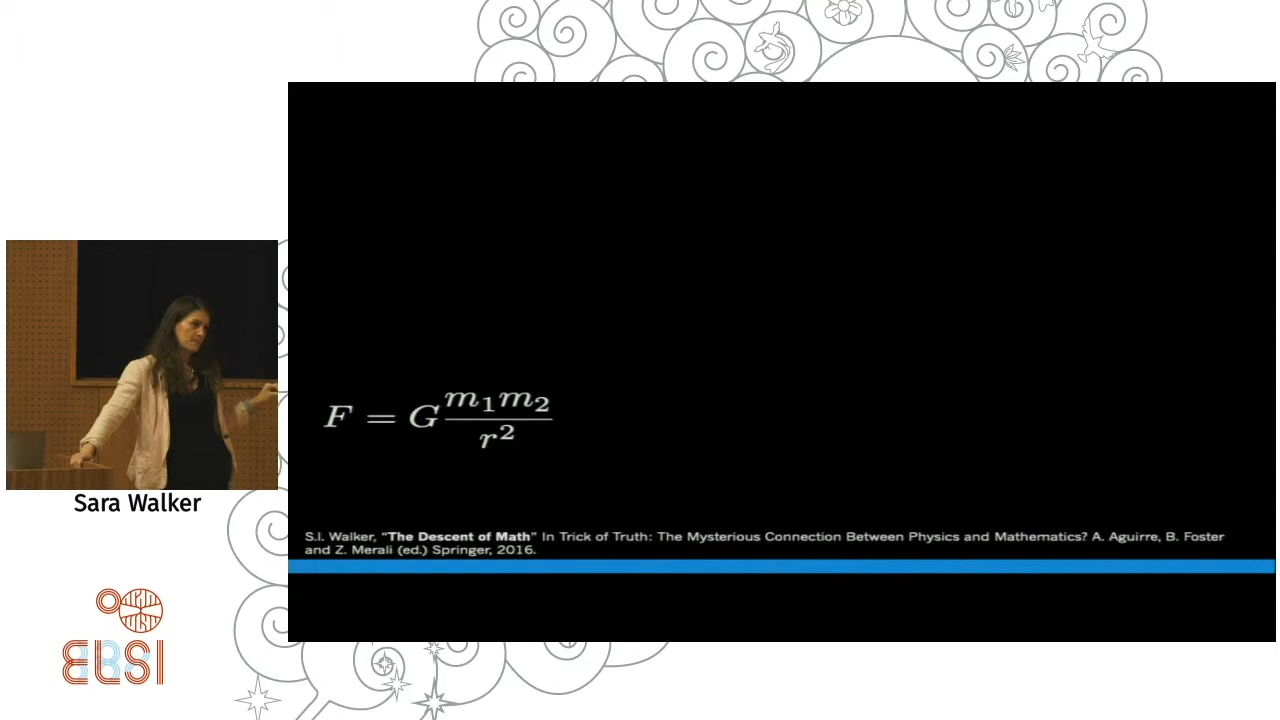 F = G m₁m₂ / r²
S.I. Walker, “The Descent of Math” In Trick of Truth: The Mysterious Connection Between Physics and Mathematics? A. Aguirre, B. Foster
and Z. Merali (ed.) Springer, 2016.
Sara Walker
ELSI